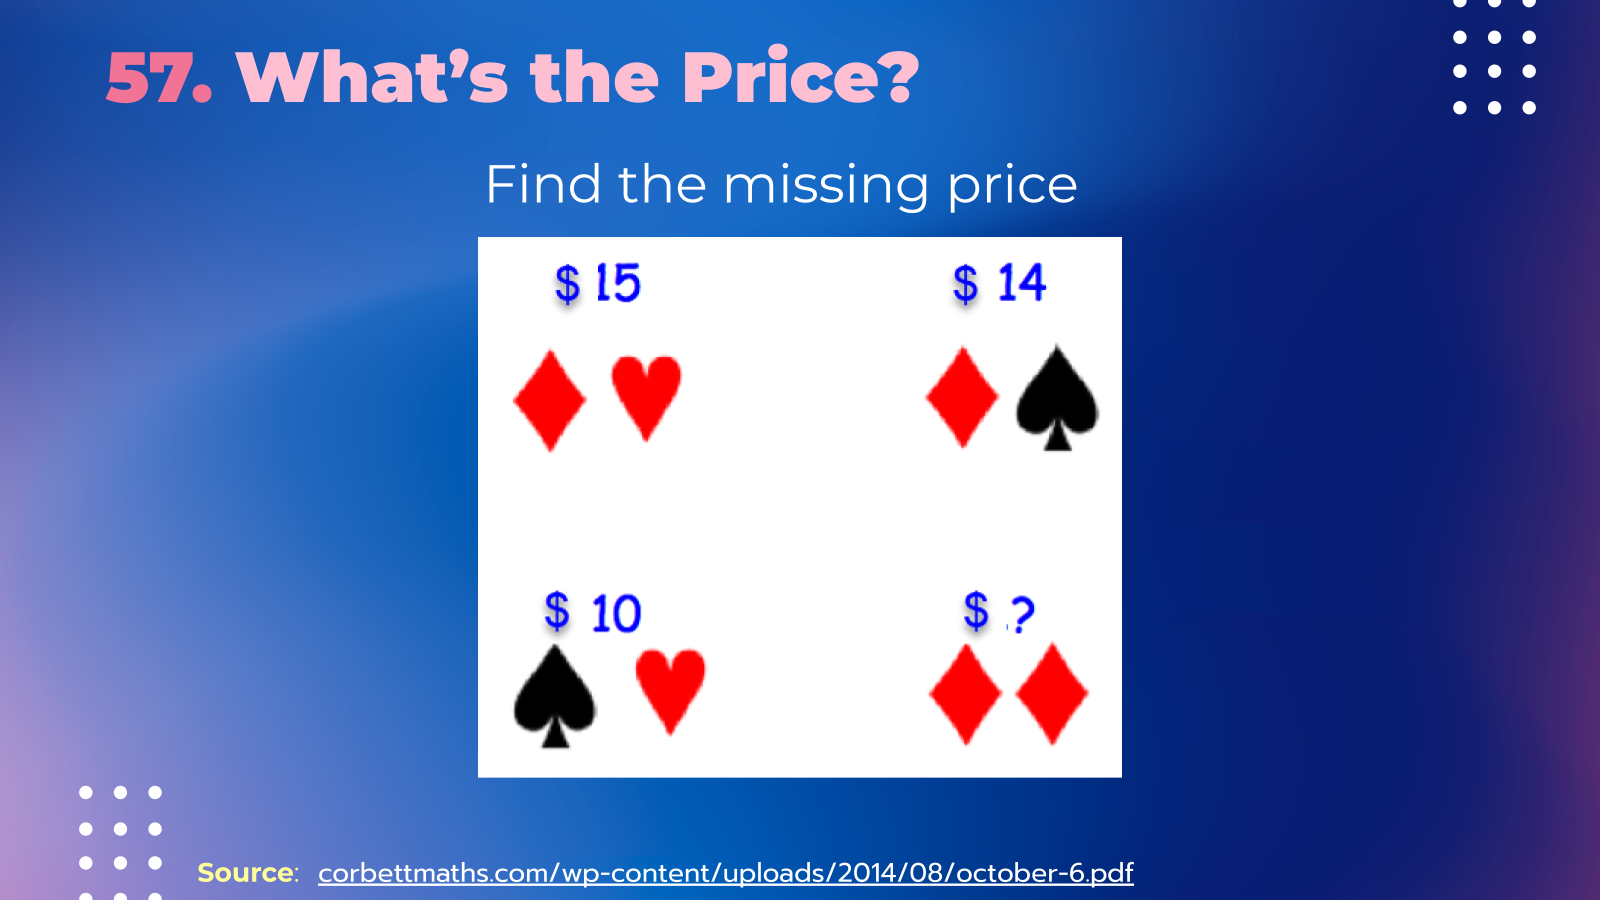 57. What’s the Price?
Find the missing price
$ 15
$ 14
$ 10
$ ?
Source: corbettmaths.com/wp-content/uploads/2014/08/october-6.pdf